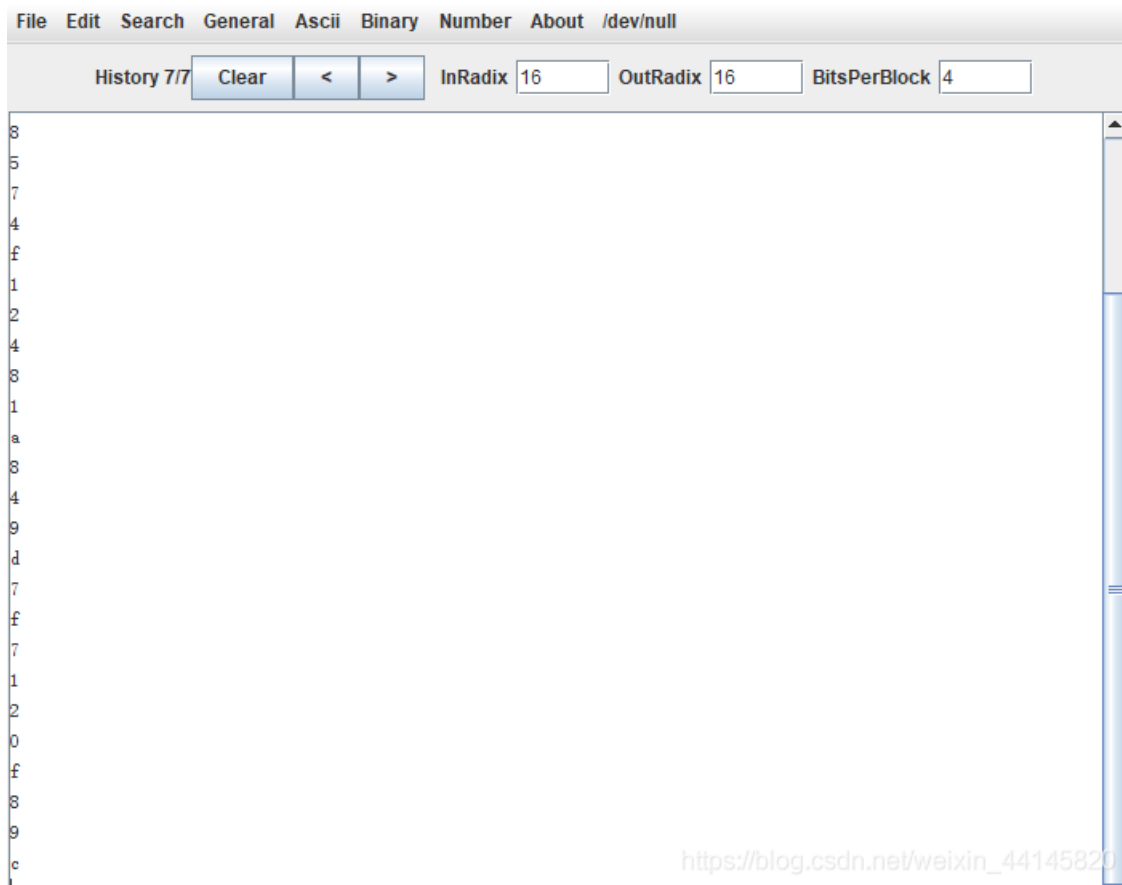 File Edit Search General Ascii Binary Number About /dev/null
History 7/7 Clear < > InRadix 16 OutRadix 16 BitsPerBlock 4
8
5
7
4
f
1
2
4
8
1
a
8
4
9
d
7
f
7
1
2
0
f
8
9
c
https://blog.csdn.net/weixin_44145820